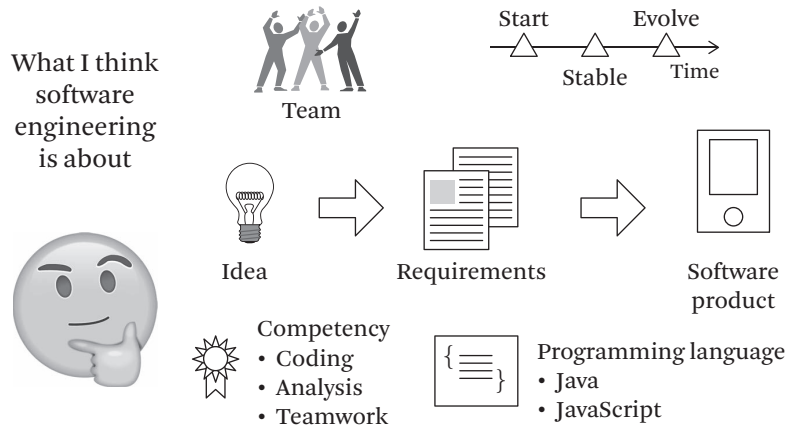 What I think
software
engineering
is about
Team
Start
Evolve
Stable
Time
Idea
Requirements
Software
product
Competency
• Coding
• Analysis
• Teamwork
{ }
Programming language
• Java
• JavaScript